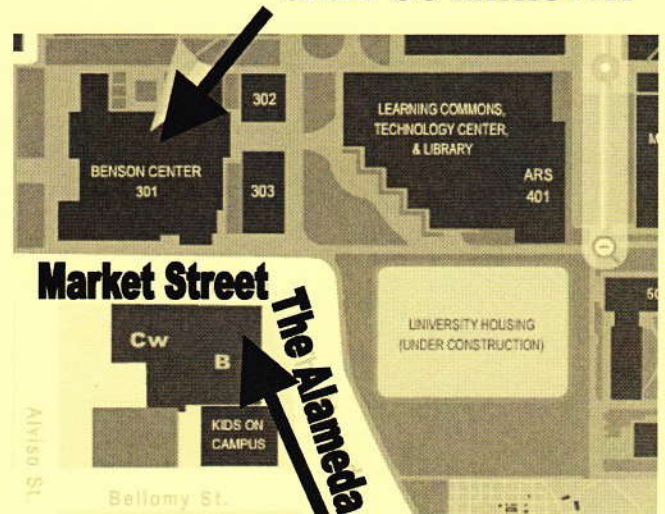 302
LEARNING COMMONS,
TECHNOLOGY CENTER,
& LIBRARY
BENSON CENTER
301
303
ARS
401
Market Street
The Alameda
UNIVERSITY HOUSING
(UNDER CONSTRUCTION)
Cw
B
KIDS ON
CAMPUS
Alviso St.
Bellomy St.